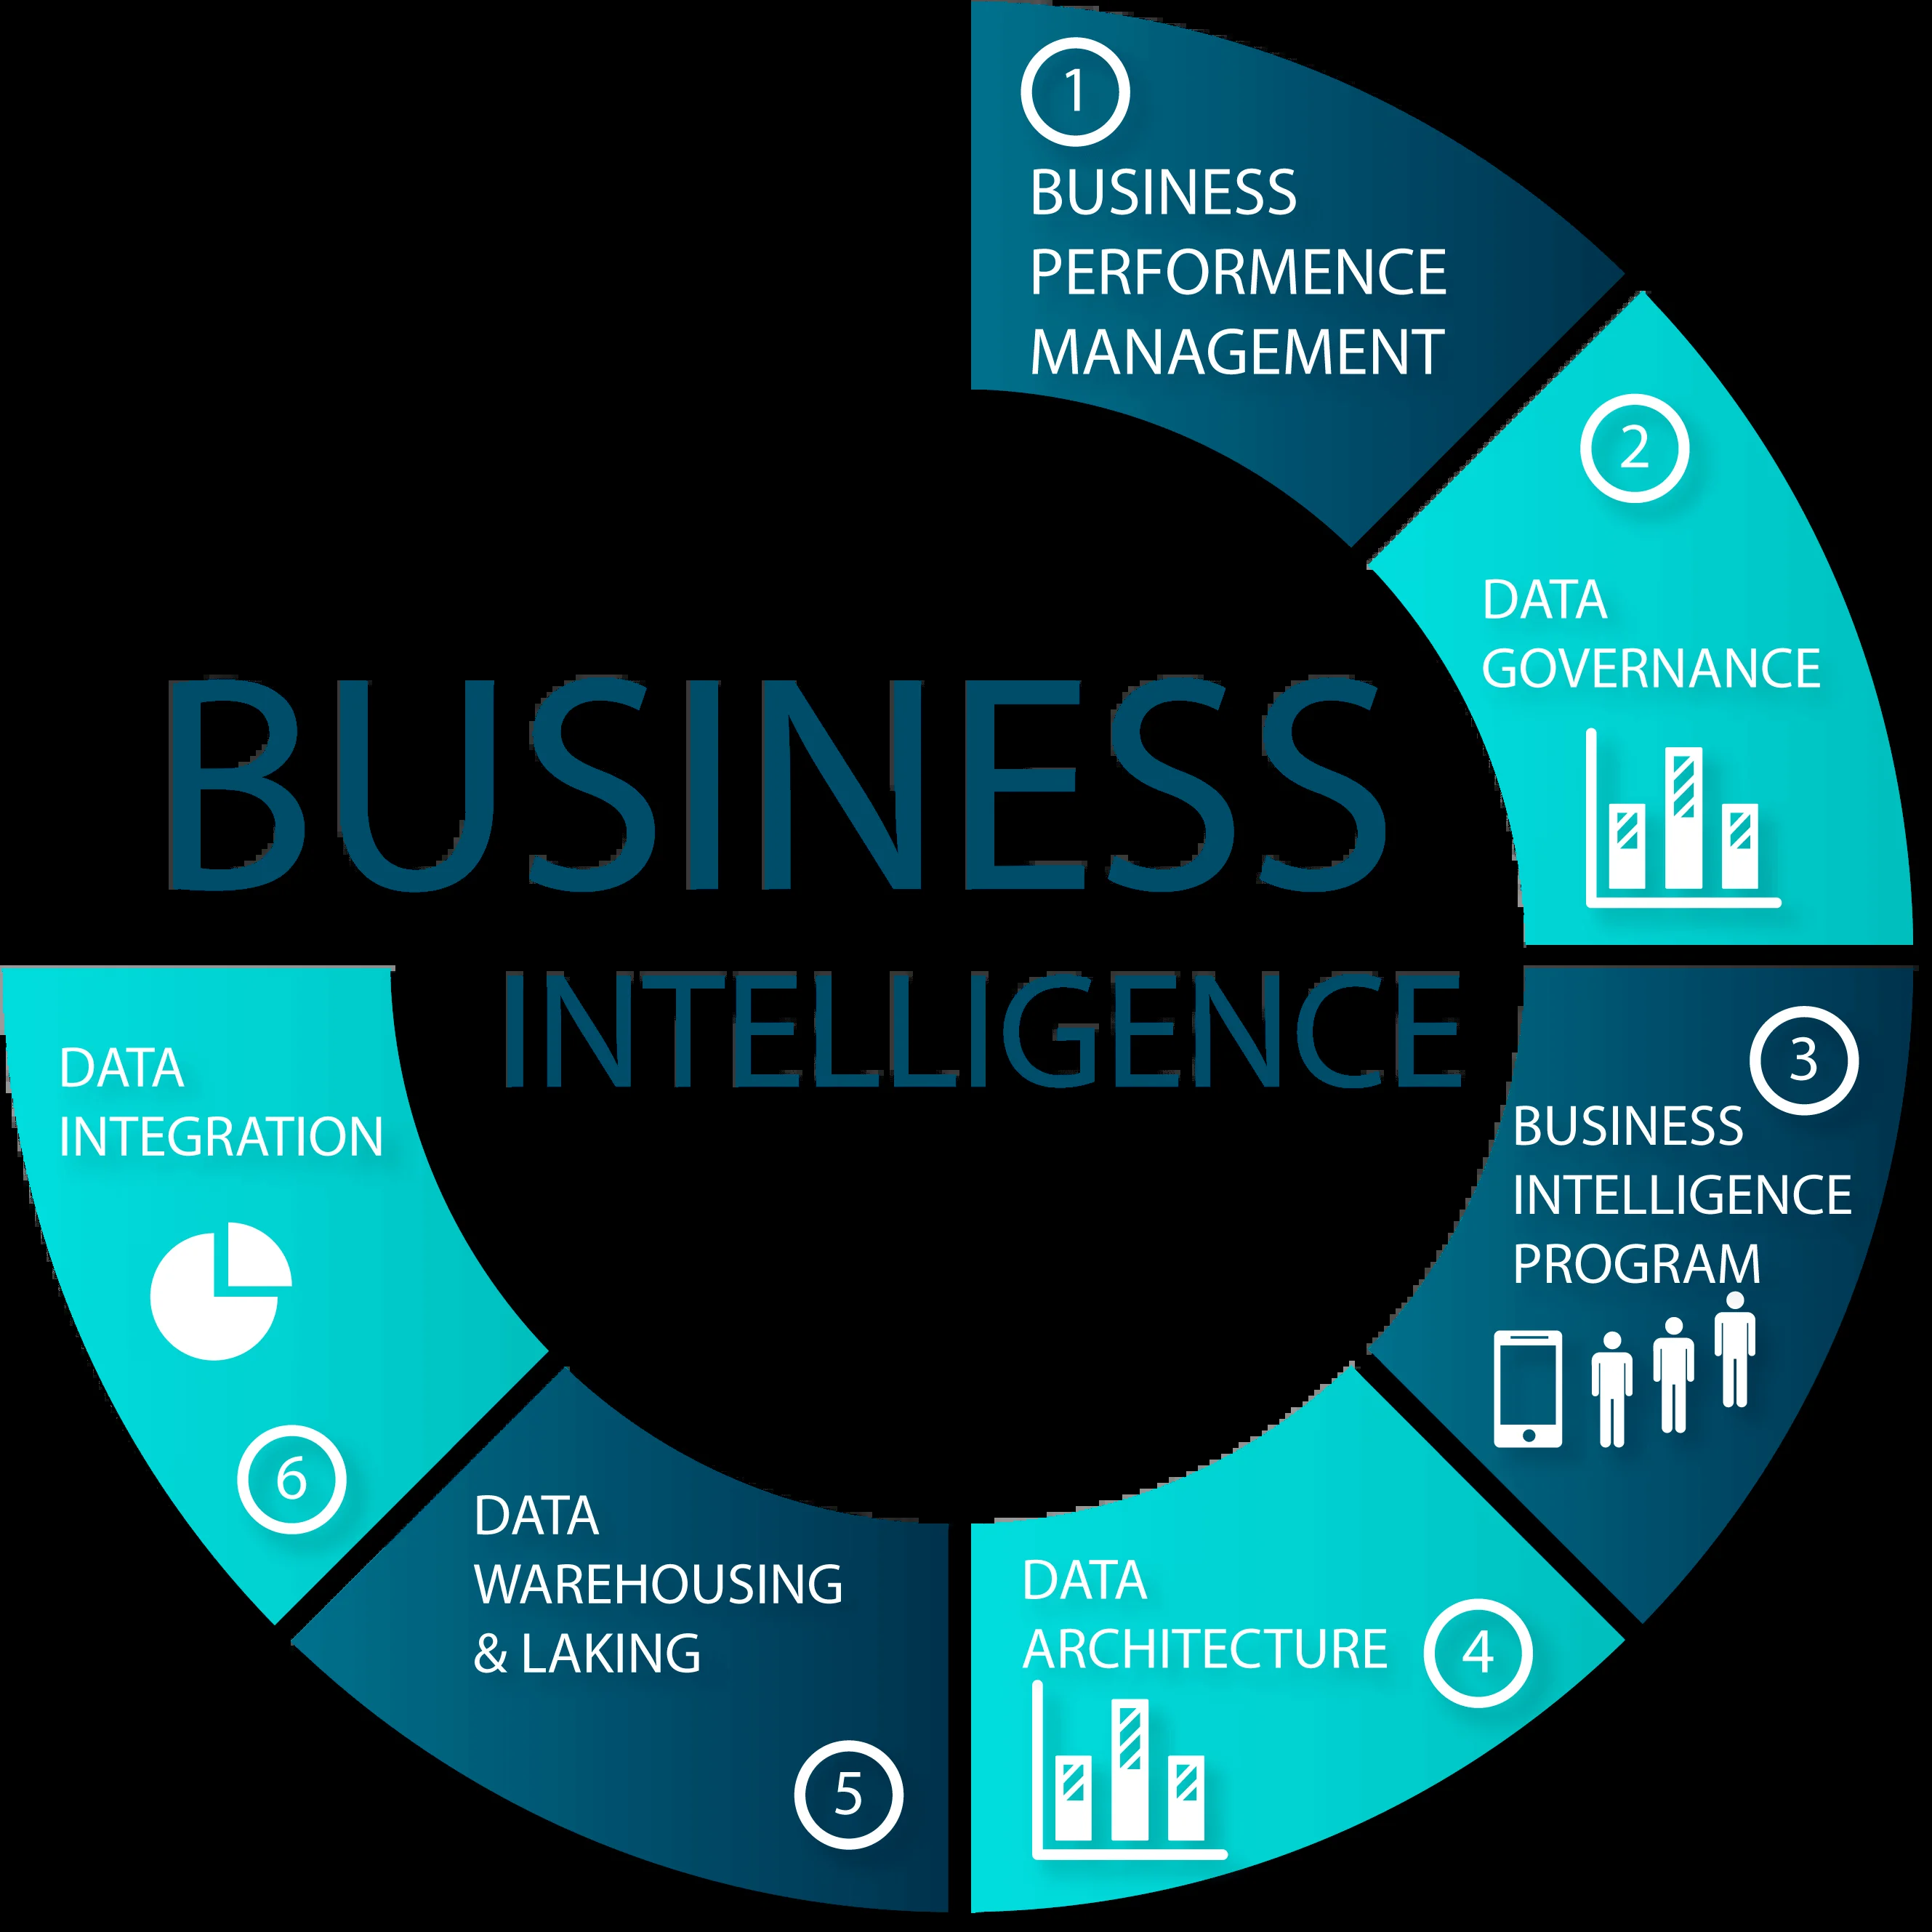 1
BUSINESS
PERFORMENCE
MANAGEMENT
2
DATA
GOVERNANCE
BUSINESS
INTELLIGENCE
3
BUSINESS
INTELLIGENCE
PROGRAM
DATA
ARCHITECTURE
4
DATA
WAREHOUSING
& LAKING
5
DATA
INTEGRATION
6